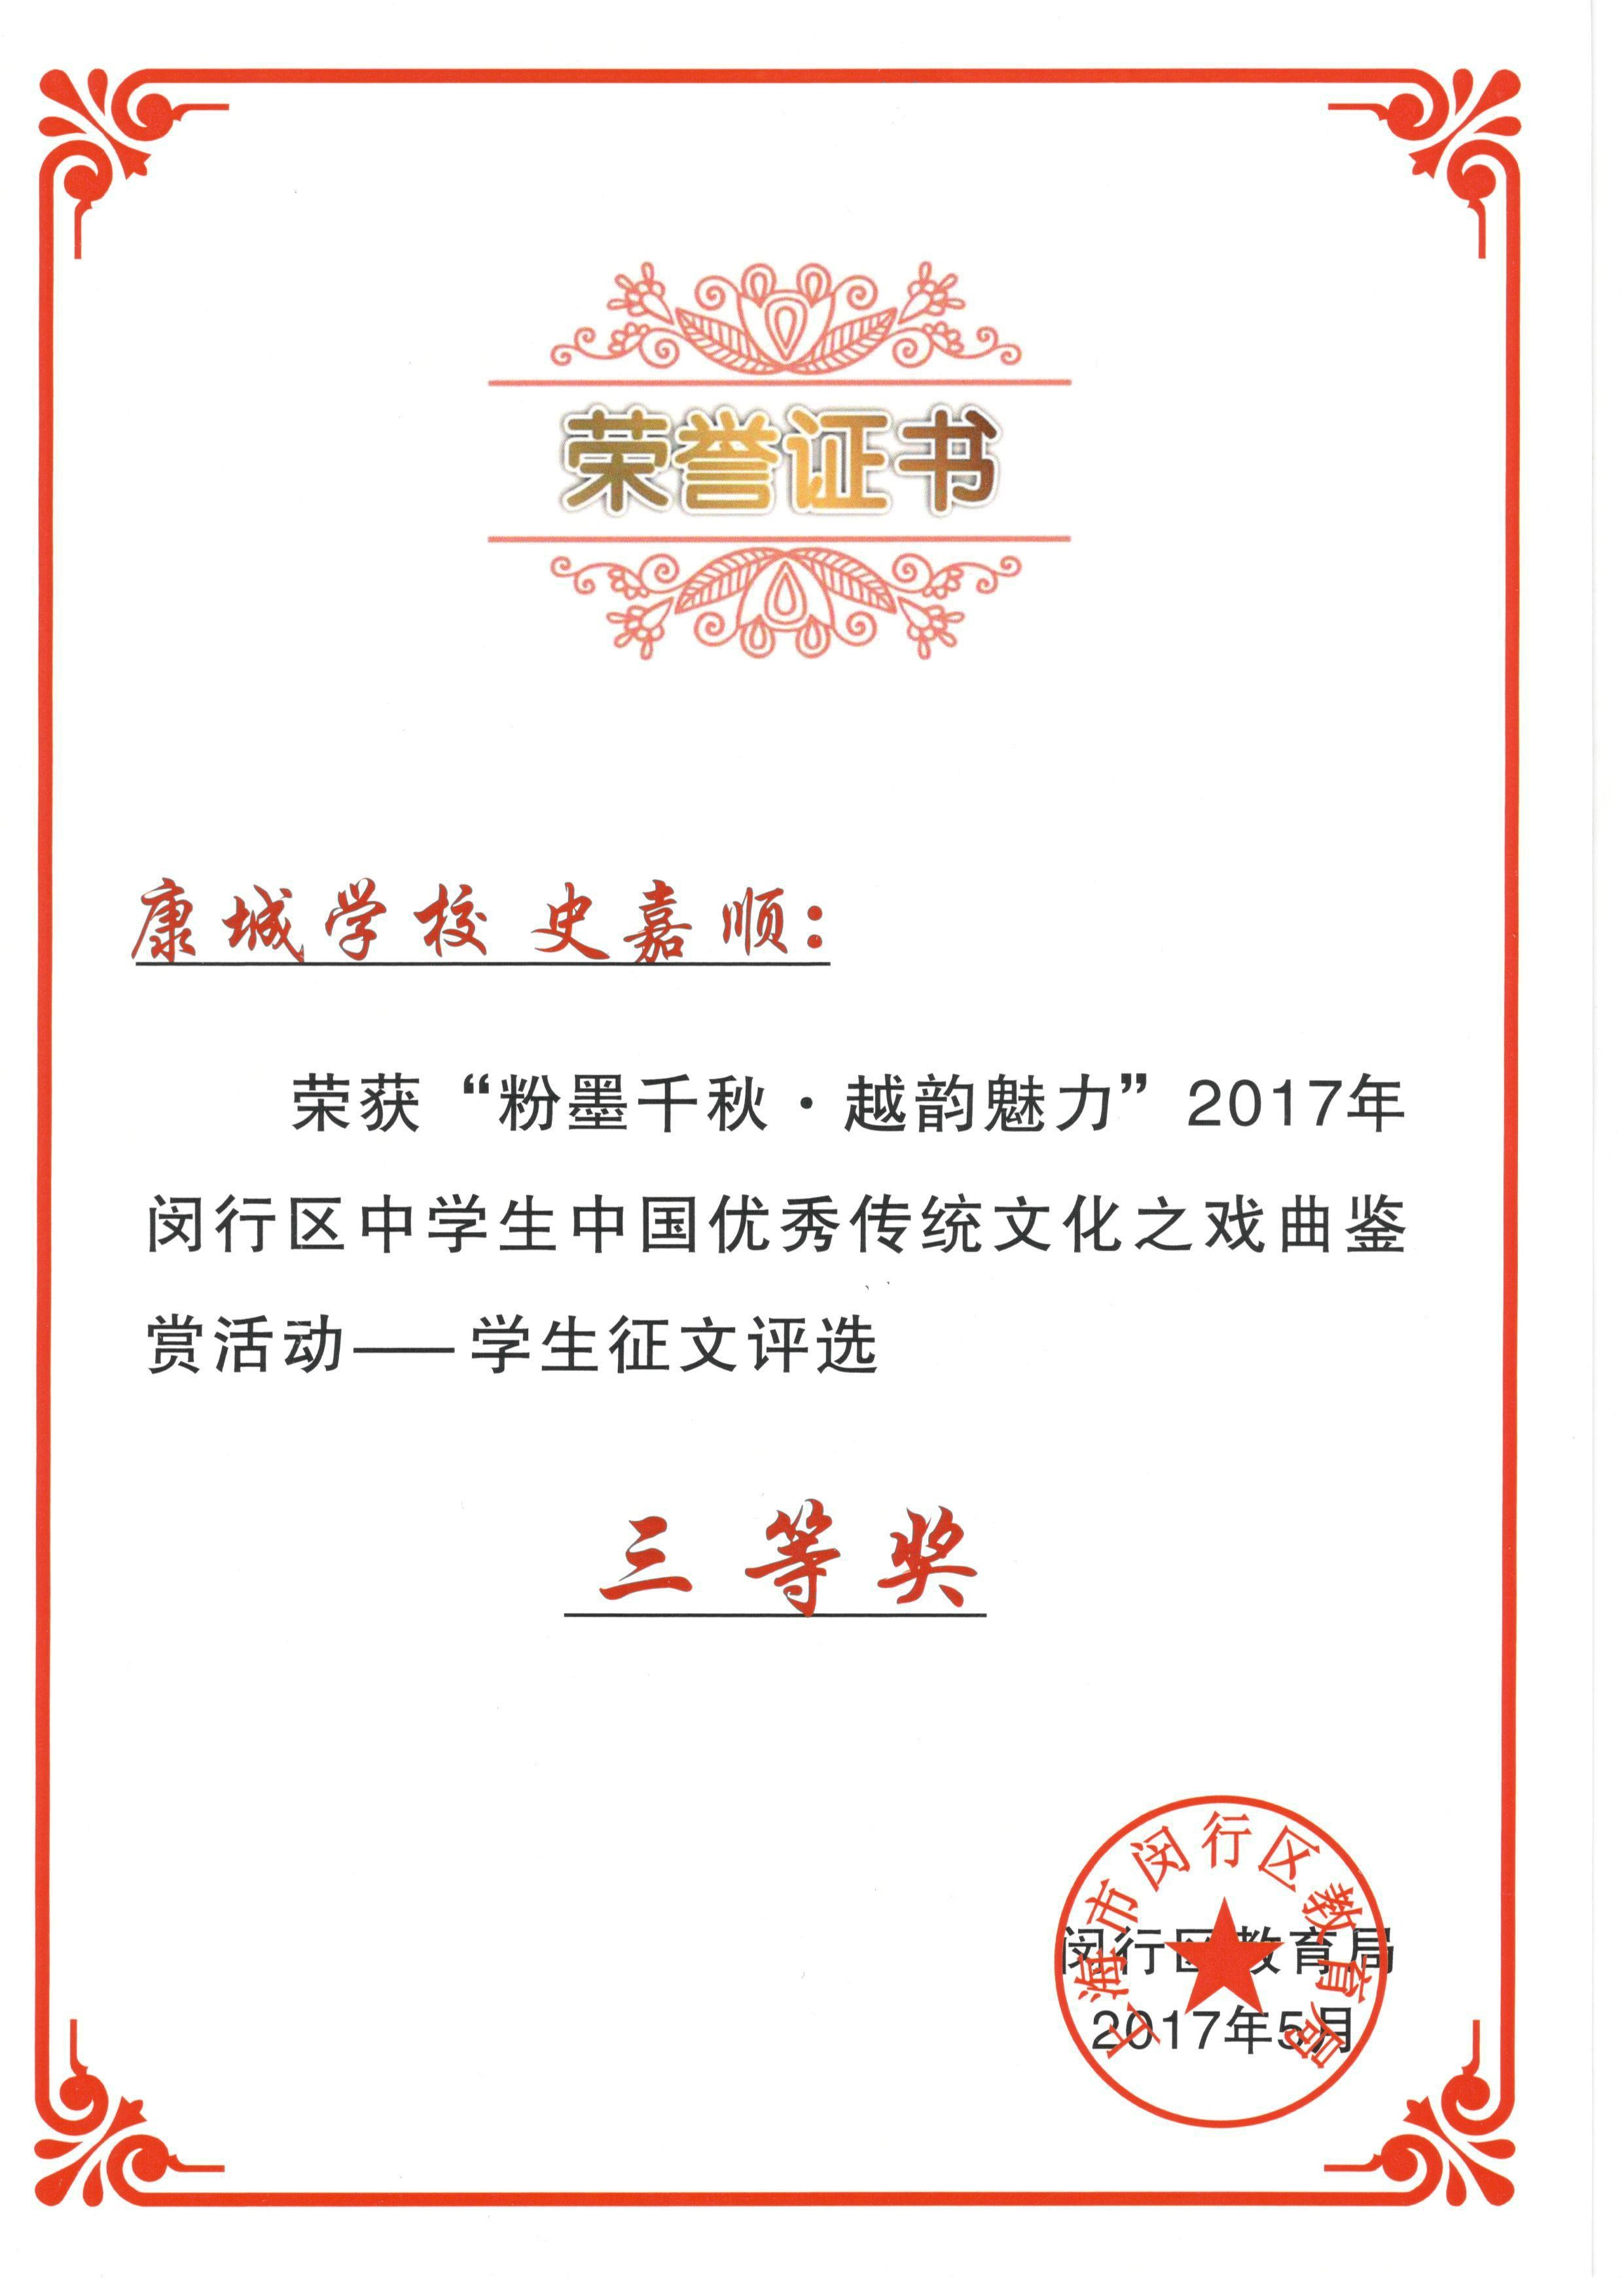 荣誉证书
康城学校 史嘉顺：
荣获“粉墨千秋·越韵魅力”2017年
闵行区中学生中国优秀传统文化之戏曲鉴
赏活动——学生征文评选
三等奖
上海市闵行区教育局
闵行区教育局
2017年5月